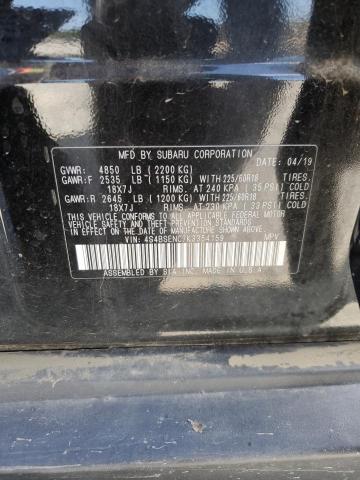 MFD BY SUBARU CORPORATION DATE: 04/19
GVWR: 4850 LB (2200 KG)
GAWR:F 2535 LB (1150 KG) WITH 225/60R18 TIRES.
18X7J RIMS. AT 240 KPA (35 PSI) COLD
GAWR:R 2645 LB (1200 KG) WITH 225/60R18 TIRES.
18X7J RIMS. AT 230 KPA (33 PSI) COLD
THIS VEHICLE CONFORMS TO ALL APPLICABLE FEDERAL MOTOR VEHICLE
SAFETY, BUMPER, AND THEFT PREVENTION STANDARDS
IN EFFECT ON THE DATE OF MANUFACTURE SHOWN ABOVE.
VIN: MPV
ASSEMBLED BY SIA, INC. MADE IN U.S.A